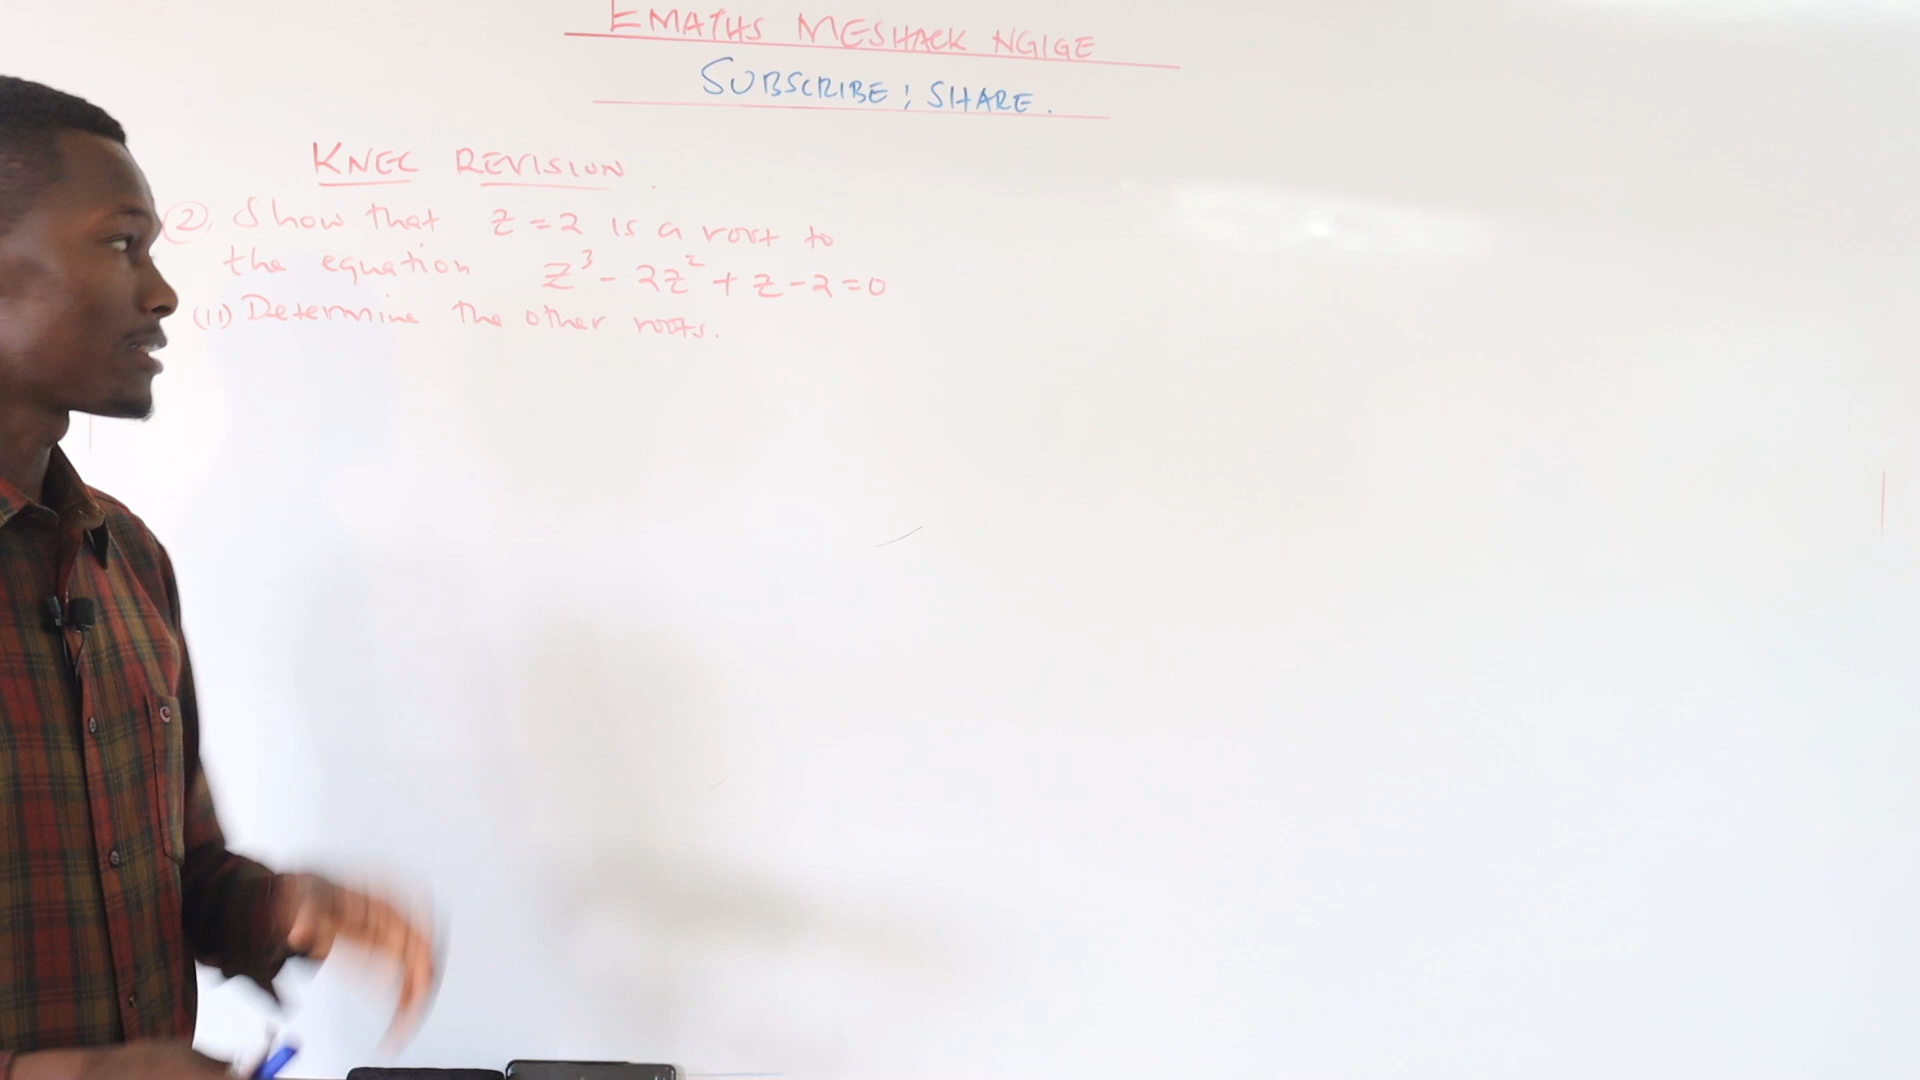 EMATHS MESHACK NGIGE
SUBSCRIBE; SHARE.
KNEC REVISION.
(2) Show that z=2 is a root to
the equation z³-2z²+z-2=0
(ii) Determine the other roots.